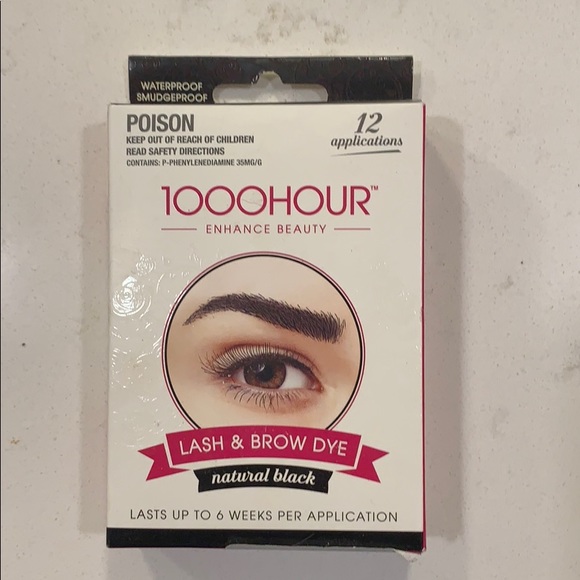 WATERPROOF
SMUDGEPROOF
POISON
KEEP OUT OF REACH OF CHILDREN
READ SAFETY DIRECTIONS
CONTAINS: P-PHENYLENEDIAMINE 35MG/G
12
applications
1000HOUR™
ENHANCE BEAUTY
LASH & BROW DYE
natural black
LASTS UP TO 6 WEEKS PER APPLICATION